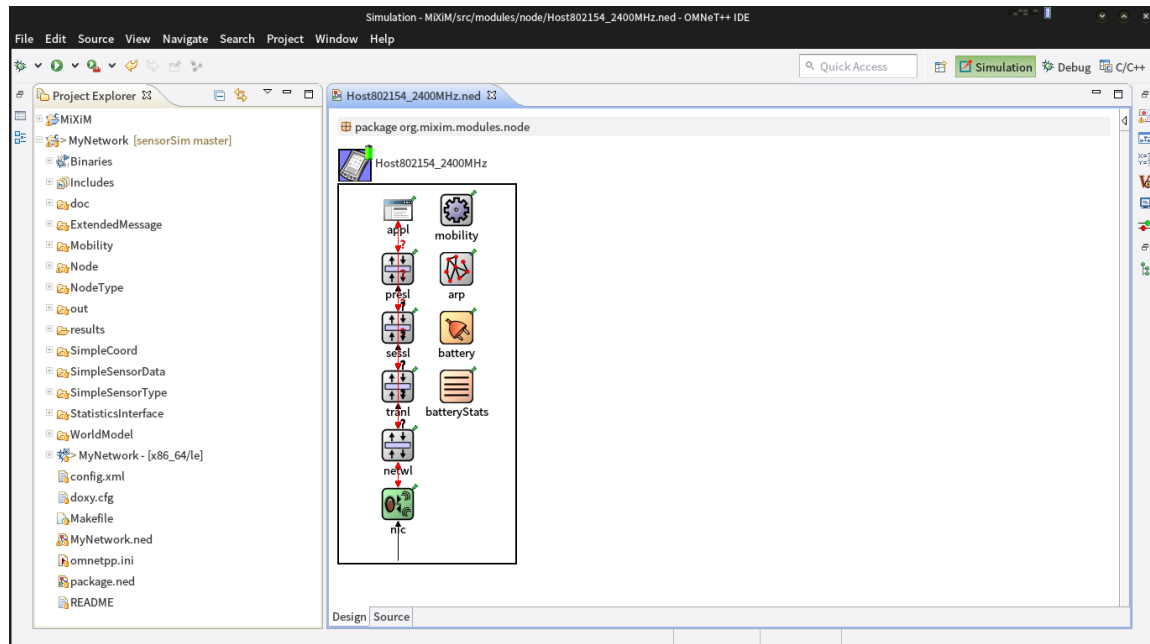 Simulation - MiXiM/src/modules/node/Host802154_2400MHz.ned - OMNeT++ IDE
File Edit Source View Navigate Search Project Window Help
Quick Access
Simulation
Debug
C/C++
Project Explorer
Host802154_2400MHz.ned
MiXiM
> MyNetwork [sensorSim master]
Binaries
Includes
doc
ExtendedMessage
Mobility
Node
NodeType
out
results
SimpleCoord
SimpleSensorData
SimpleSensorType
StatisticsInterface
WorldModel
> MyNetwork - [x86_64/le]
config.xml
doxy.cfg
Makefile
MyNetwork.ned
omnetpp.ini
package.ned
README
package org.mixim.modules.node
Host802154_2400MHz
appl
mobility
?
presl
arp
?
sessl
battery
?
tranl
batteryStats
?
netwl
nic
Design Source